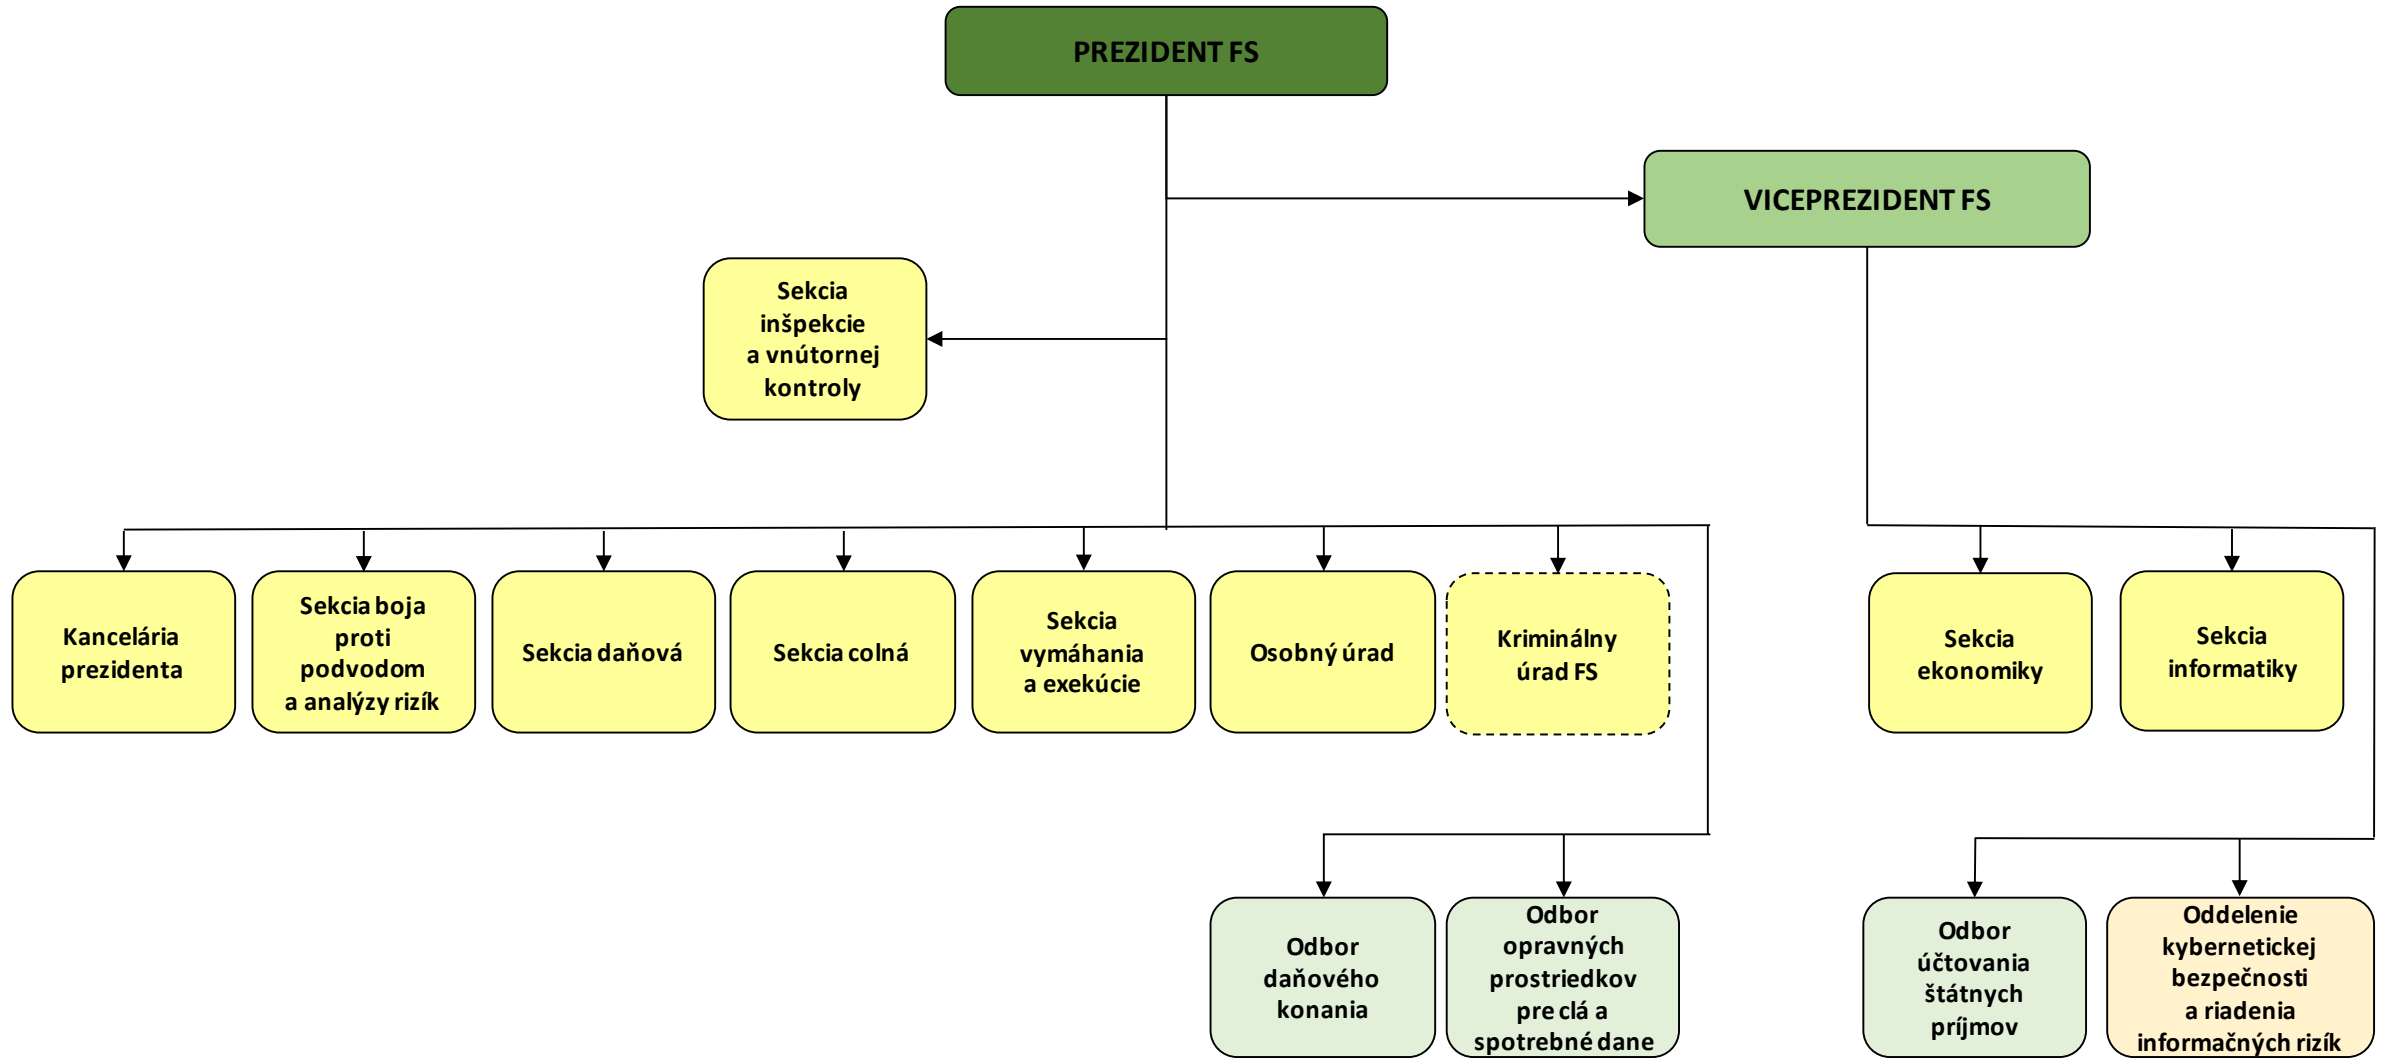 PREZIDENT FS
VICEPREZIDENT FS
Sekcia
inšpekcie
a vnútornej
kontroly
Kancelária
prezidenta
Sekcia boja
proti
podvodom
a analýzy rizík
Sekcia daňová
Sekcia colná
Sekcia
vymáhania
a exekúcie
Osobný úrad
Kriminálny
úrad FS
Sekcia
ekonomiky
Sekcia
informatiky
Odbor
daňového
konania
Odbor
opravných
prostriedkov
pre clá a
spotrebné dane
Odbor
účtovania
štátnych
príjmov
Oddelenie
kybernetickej
bezpečnosti
a riadenia
informačných rizík